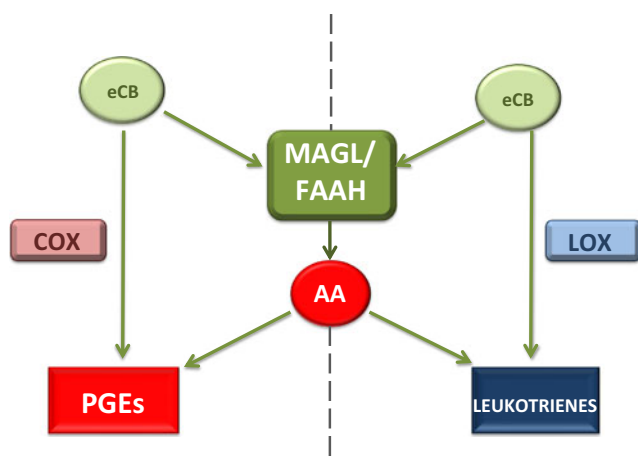 eCB
eCB
MAGL/
FAAH
COX
LOX
AA
PGEs
LEUKOTRIENES